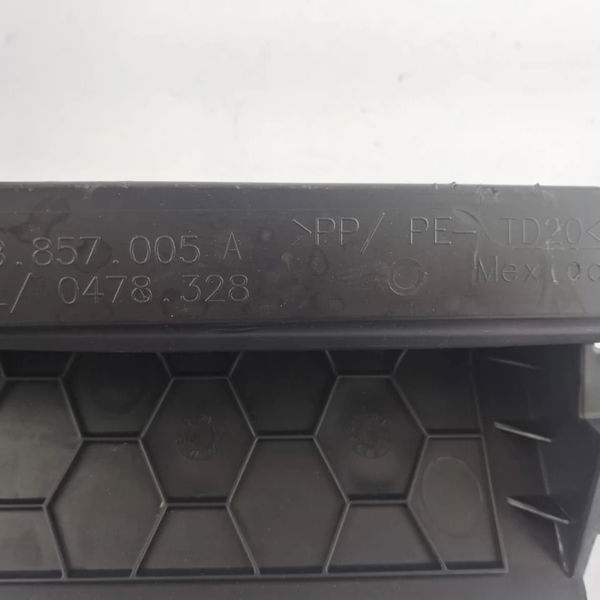 .857.005 A >PP/ PE-TD20<
/ 0478.328 Mexico